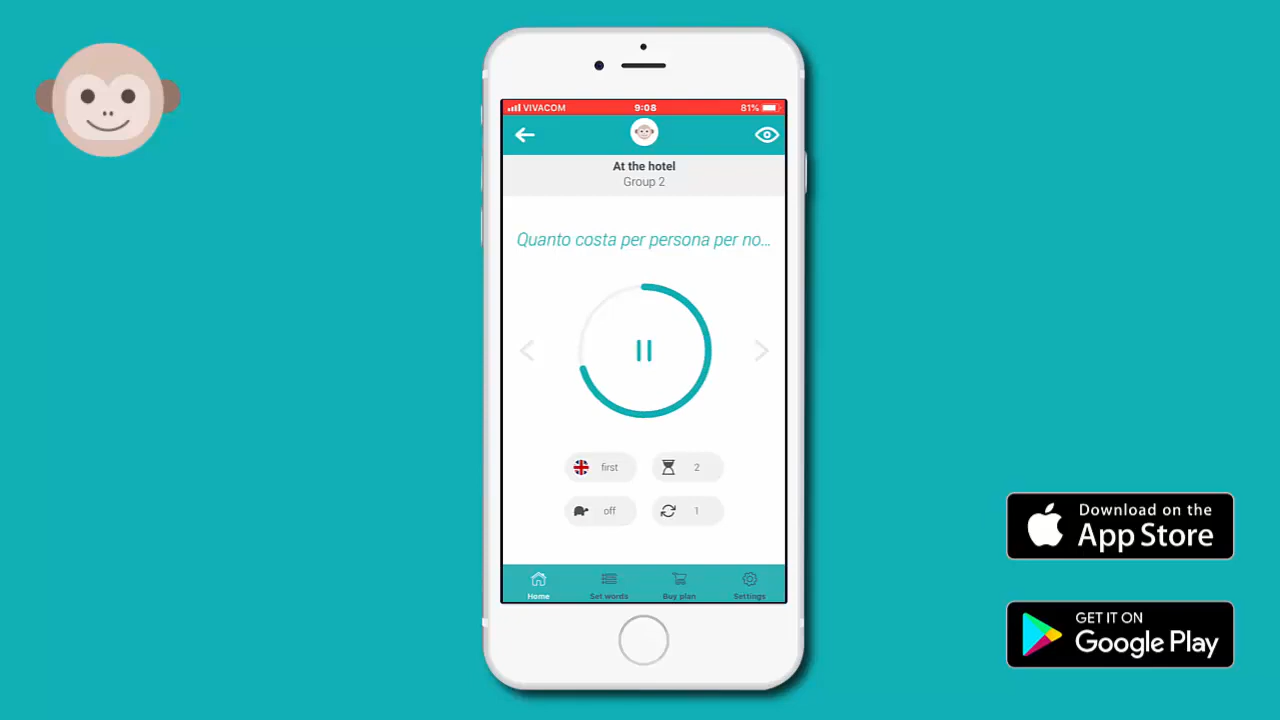 VIVACOM 9:08 81%
At the hotel
Group 2
Quanto costa per persona per no...
first 2
off 1
Home Set words Buy plan Settings
Download on the
App Store
GET IT ON
Google Play